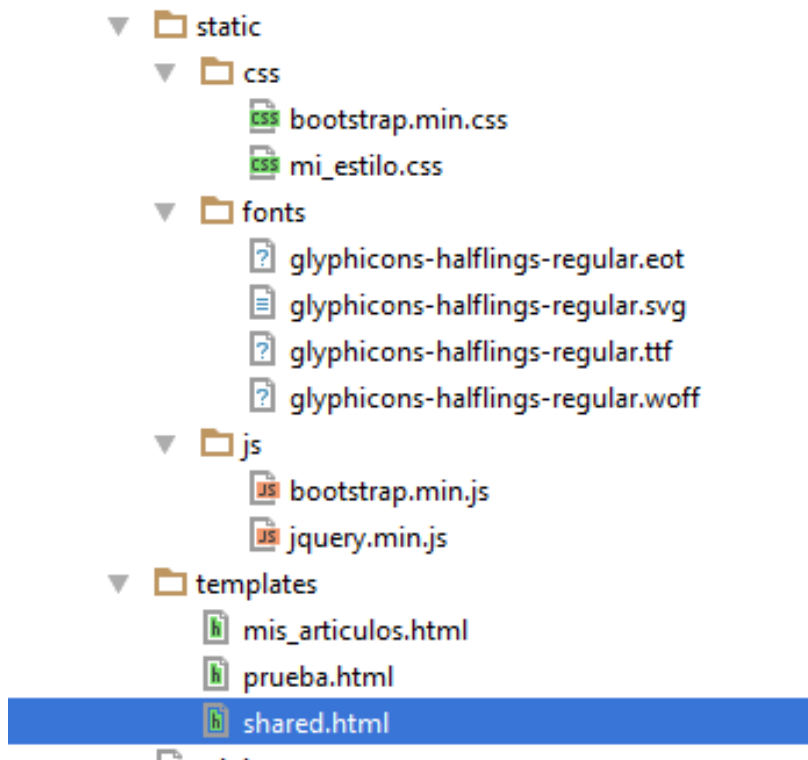 static
css
bootstrap.min.css
mi_estilo.css
fonts
glyphicons-halflings-regular.eot
glyphicons-halflings-regular.svg
glyphicons-halflings-regular.ttf
glyphicons-halflings-regular.woff
js
bootstrap.min.js
jquery.min.js
templates
mis_articulos.html
prueba.html
shared.html